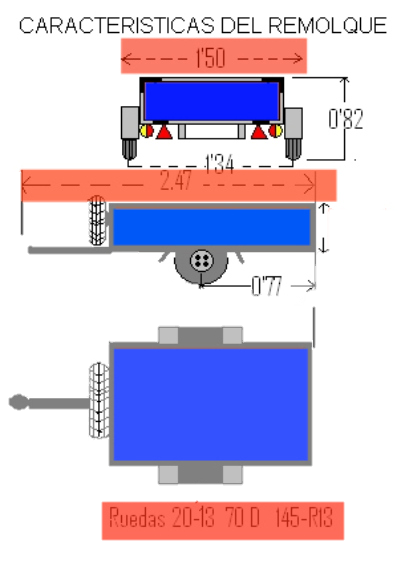 CARACTERISTICAS DEL REMOLQUE
1'50
0'82
1'34
2.47
0'77
Ruedas 20-13 70 D 145-R13